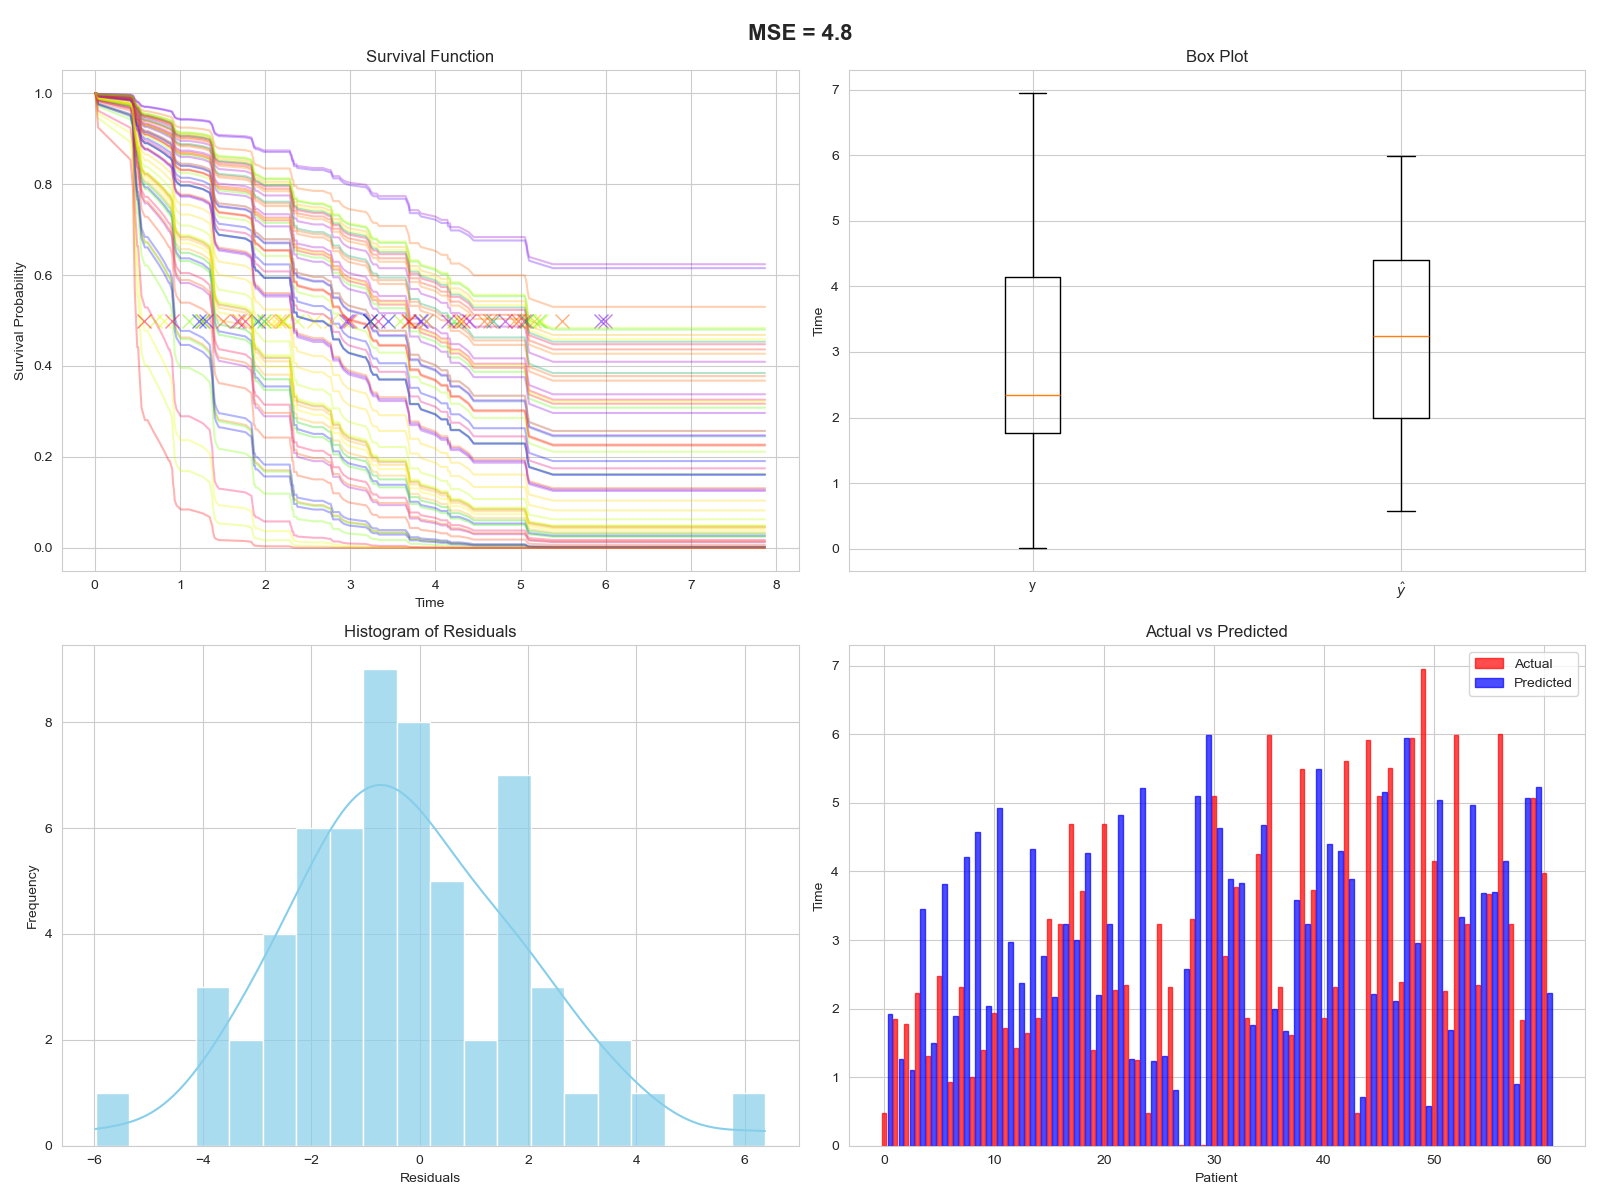 MSE = 4.8
Survival Function
1.0
0.8
0.6
0.4
0.2
0.0
Survival Probability
0 1 2 3 4 5 6 7 8
Time
Box Plot
7
6
5
4
3
2
1
0
Time
y ŷ
Histogram of Residuals
8
6
4
2
0
Frequency
−6 −4 −2 0 2 4 6
Residuals
Actual vs Predicted
Actual
Predicted
7
6
5
4
3
2
1
0
Time
0 10 20 30 40 50 60
Patient